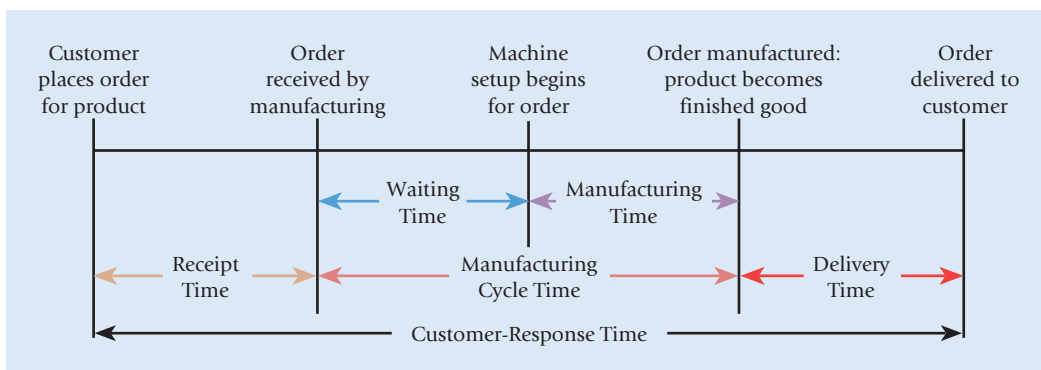 Customer
places order
for product
Order
received by
manufacturing
Machine
setup begins
for order
Order manufactured:
product becomes
finished good
Order
delivered to
customer
Waiting
Time
Manufacturing
Time
Receipt
Time
Manufacturing
Cycle Time
Delivery
Time
Customer-Response Time